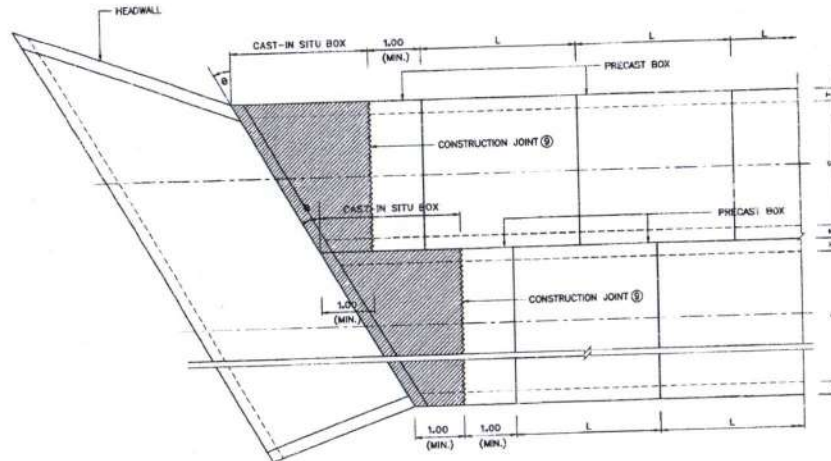 HEADWALL
CAST-IN SITU BOX
1.00
(MIN.)
L
L
L
PRECAST BOX
θ
CONSTRUCTION JOINT ⑨
CAST-IN SITU BOX
θ
PRECAST BOX
1.00
(MIN.)
CONSTRUCTION JOINT ⑨
1.00
(MIN.)
1.00
(MIN.)
L
L